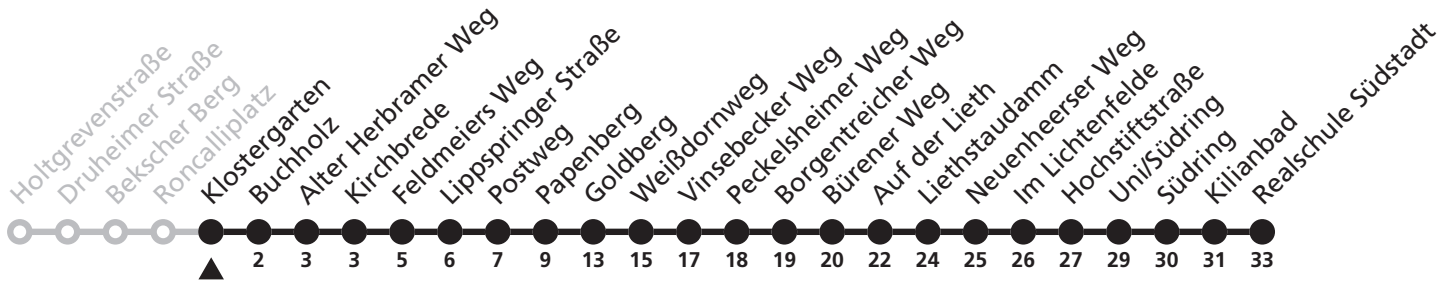 Holtgrevenstraße
Druheimer Straße
Bekscher Berg
Roncalliplatz
Klostergarten
Buchholz
Alter Herbramer Weg
Kirchbrede
Feldmeiers Weg
Lippspringer Straße
Postweg
Papenberg
Goldberg
Weißdornweg
Vinsebecker Weg
Peckelsheimer Weg
Borgentreicher Weg
Bürener Weg
Auf der Lieth
Liethstaudamm
Neuenheerser Weg
Im Lichtenfelde
Hochstiftstraße
Uni/Südring
Südring
Kilianbad
Realschule Südstadt
2 3 3 5 6 7 9 13 15 17 18 19 20 22 24 25 26 27 29 30 31 33